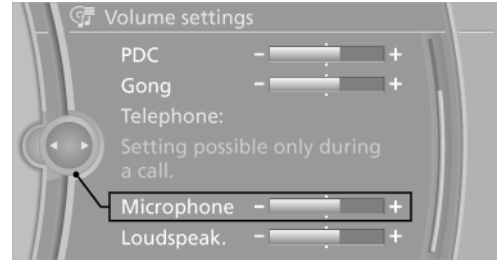 Volume settings
PDC - +
Gong - +
Telephone:
Setting possible only during
a call.
Microphone - +
Loudspeak. - +